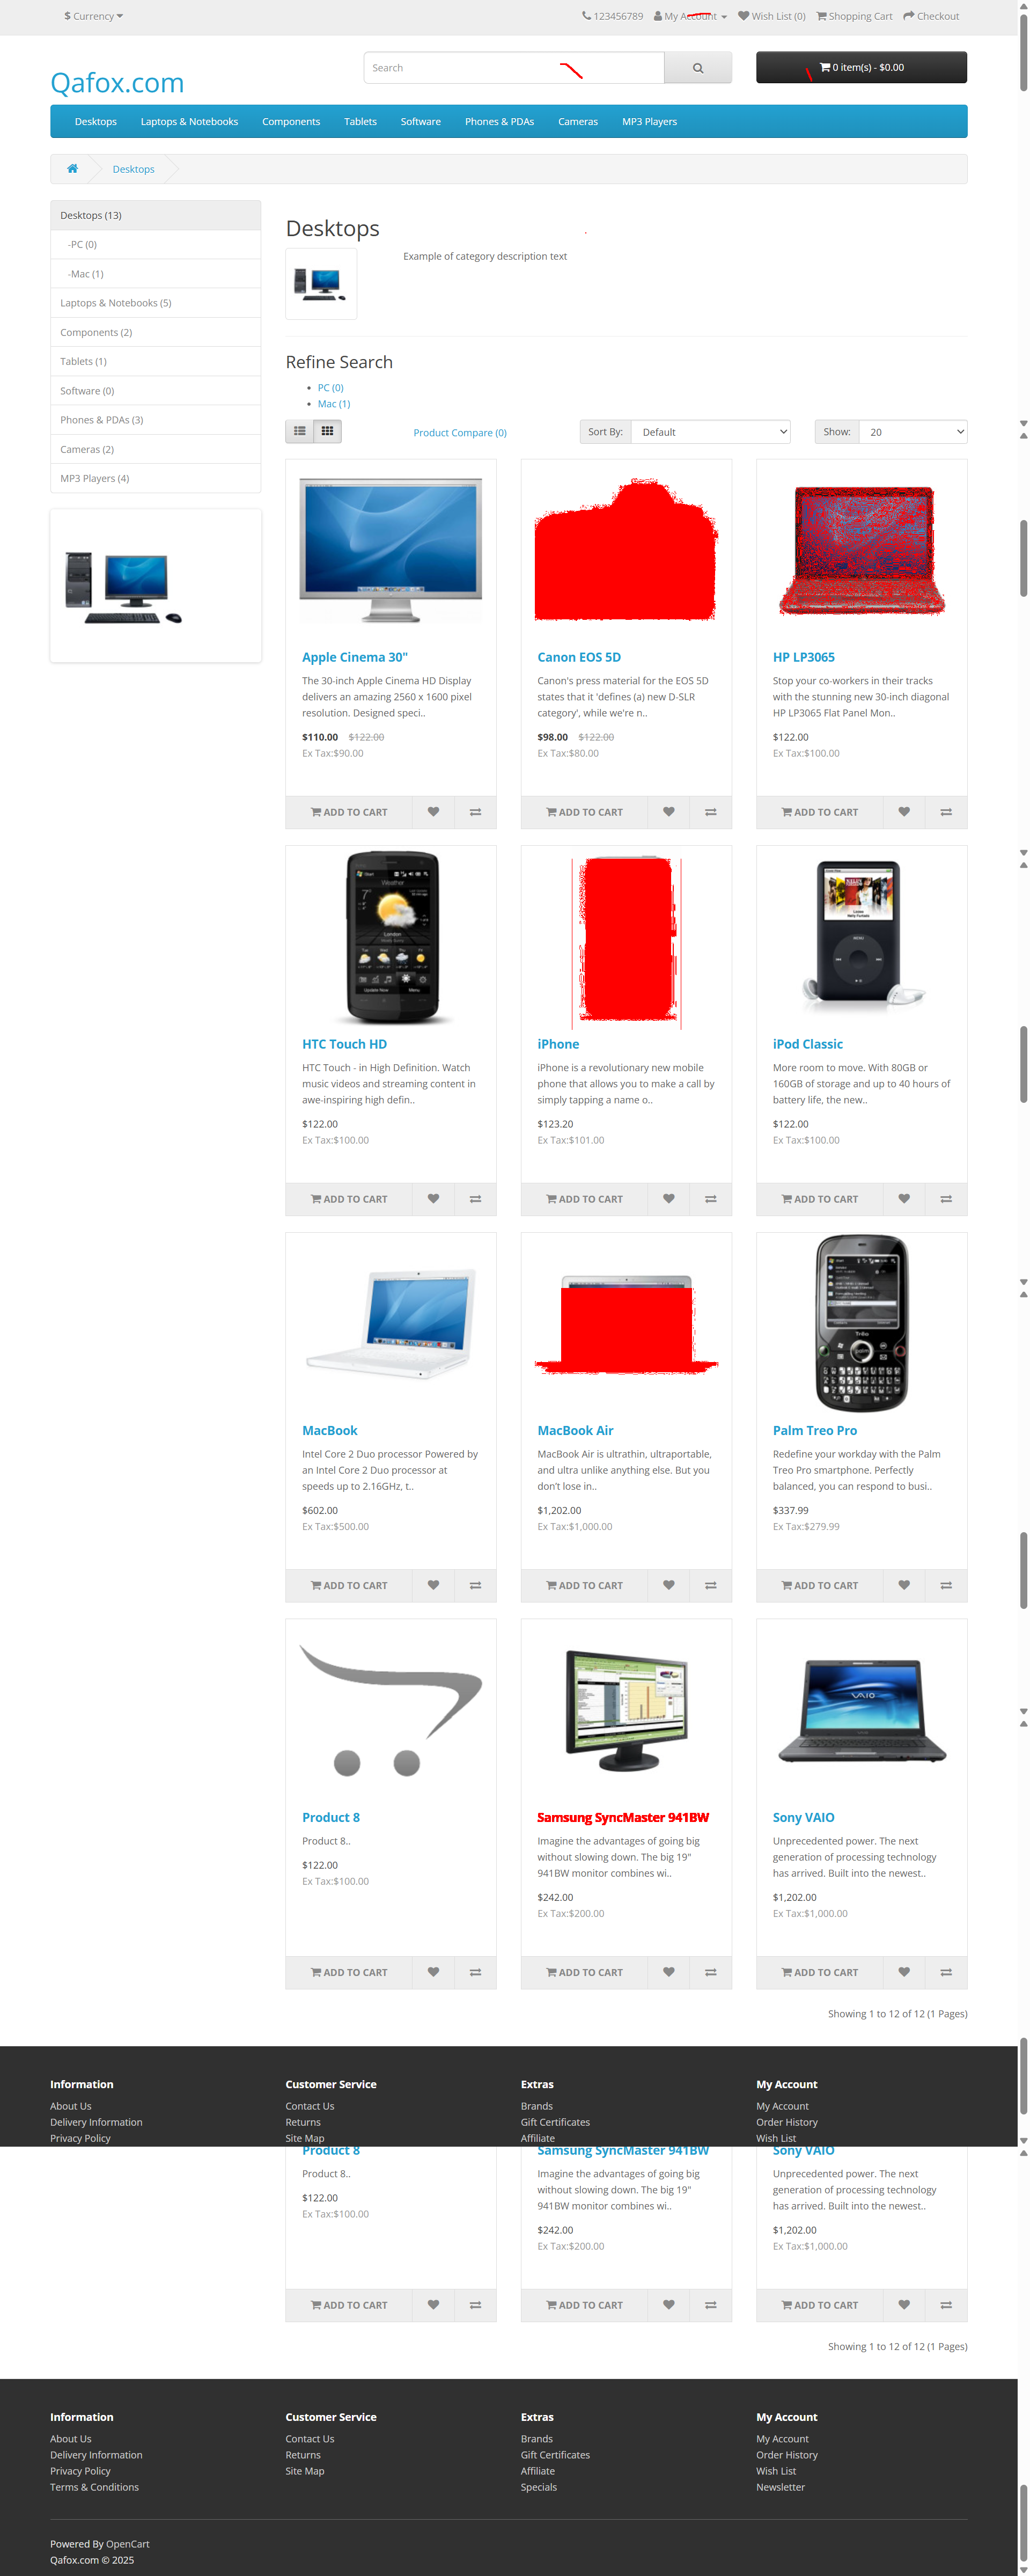 $ Currency
123456789 My Account Wish List (0) Shopping Cart Checkout
Qafox.com
Search
0 item(s) - $0.00
Desktops Laptops & Notebooks Components Tablets Software Phones & PDAs Cameras MP3 Players
Desktops
Desktops (13)
-PC (0)
-Mac (1)
Laptops & Notebooks (5)
Components (2)
Tablets (1)
Software (0)
Phones & PDAs (3)
Cameras (2)
MP3 Players (4)
Desktops
Example of category description text
Refine Search
PC (0)
Mac (1)
Product Compare (0)
Sort By: Default
Show: 20
Apple Cinema 30"
The 30-inch Apple Cinema HD Display
delivers an amazing 2560 x 1600 pixel
resolution. Designed speci..
$110.00 $122.00
Ex Tax:$90.00
ADD TO CART
Canon EOS 5D
Canon's press material for the EOS 5D
states that it 'defines (a) new D-SLR
category', while we're n..
$98.00 $122.00
Ex Tax:$80.00
ADD TO CART
HP LP3065
Stop your co-workers in their tracks
with the stunning new 30-inch diagonal
HP LP3065 Flat Panel Mon..
$122.00
Ex Tax:$100.00
ADD TO CART
HTC Touch HD
HTC Touch - in High Definition. Watch
music videos and streaming content in
awe-inspiring high defin..
$122.00
Ex Tax:$100.00
ADD TO CART
iPhone
iPhone is a revolutionary new mobile
phone that allows you to make a call by
simply tapping a name o..
$123.20
Ex Tax:$101.00
ADD TO CART
iPod Classic
More room to move. With 80GB or
160GB of storage and up to 40 hours of
battery life, the new..
$122.00
Ex Tax:$100.00
ADD TO CART
MacBook
Intel Core 2 Duo processor Powered by
an Intel Core 2 Duo processor at
speeds up to 2.16GHz, t..
$602.00
Ex Tax:$500.00
ADD TO CART
MacBook Air
MacBook Air is ultrathin, ultraportable,
and ultra unlike anything else. But you
don't lose in..
$1,202.00
Ex Tax:$1,000.00
ADD TO CART
Palm Treo Pro
Redefine your workday with the Palm
Treo Pro smartphone. Perfectly
balanced, you can respond to busi..
$337.99
Ex Tax:$279.99
ADD TO CART
Product 8
Product 8..
$122.00
Ex Tax:$100.00
ADD TO CART
Samsung SyncMaster 941BW
Imagine the advantages of going big
without slowing down. The big 19"
941BW monitor combines wi..
$242.00
Ex Tax:$200.00
ADD TO CART
VAIO
Sony VAIO
Unprecedented power. The next
generation of processing technology
has arrived. Built into the newest..
$1,202.00
Ex Tax:$1,000.00
ADD TO CART
Showing 1 to 12 of 12 (1 Pages)
Information
About Us
Delivery Information
Privacy Policy
Customer Service
Contact Us
Returns
Site Map
Extras
Brands
Gift Certificates
Affiliate
My Account
My Account
Order History
Wish List
Product 8
Product 8..
$122.00
Ex Tax:$100.00
ADD TO CART
Samsung SyncMaster 941BW
Imagine the advantages of going big
without slowing down. The big 19"
941BW monitor combines wi..
$242.00
Ex Tax:$200.00
ADD TO CART
Sony VAIO
Unprecedented power. The next
generation of processing technology
has arrived. Built into the newest..
$1,202.00
Ex Tax:$1,000.00
ADD TO CART
Showing 1 to 12 of 12 (1 Pages)
Information
About Us
Delivery Information
Privacy Policy
Terms & Conditions
Customer Service
Contact Us
Returns
Site Map
Extras
Brands
Gift Certificates
Affiliate
Specials
My Account
My Account
Order History
Wish List
Newsletter
Powered By OpenCart
Qafox.com © 2025